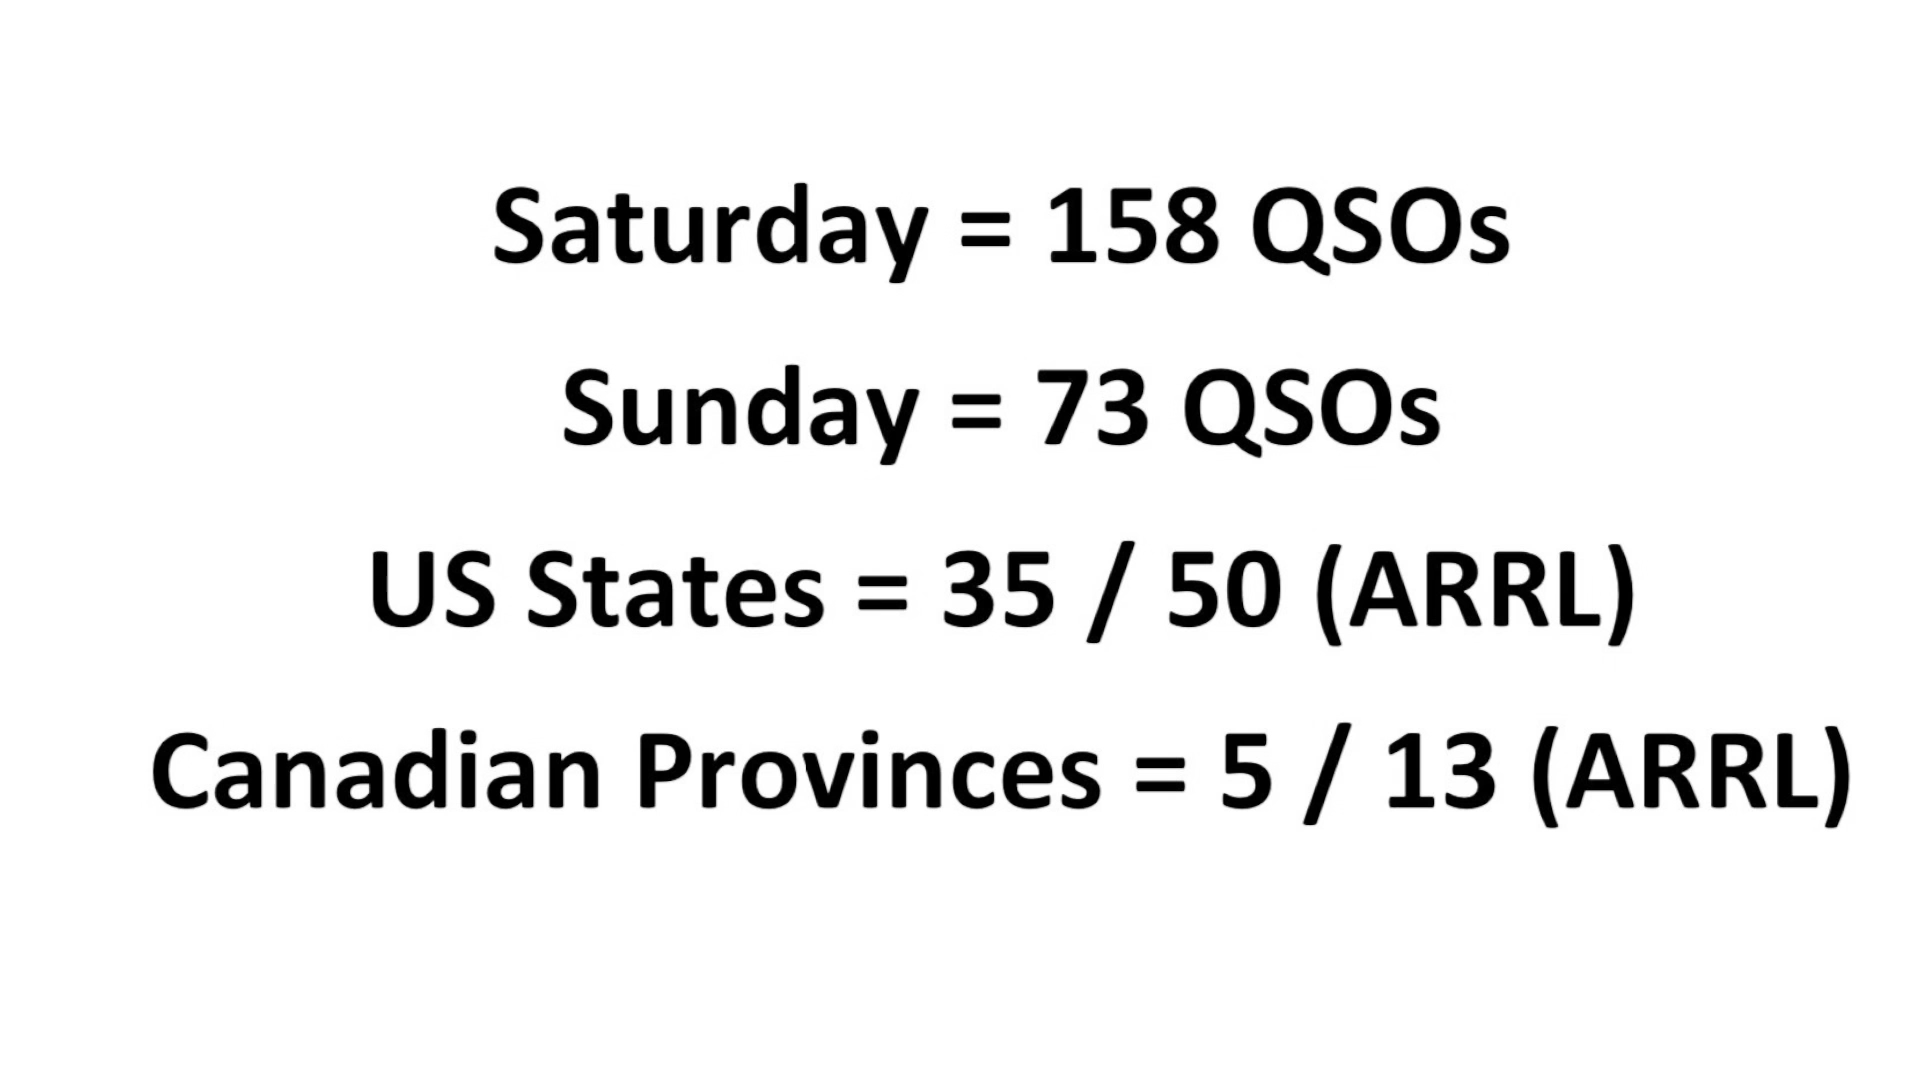 Saturday = 158 QSOs
Sunday = 73 QSOs
US States = 35 / 50 (ARRL)
Canadian Provinces = 5 / 13 (ARRL)